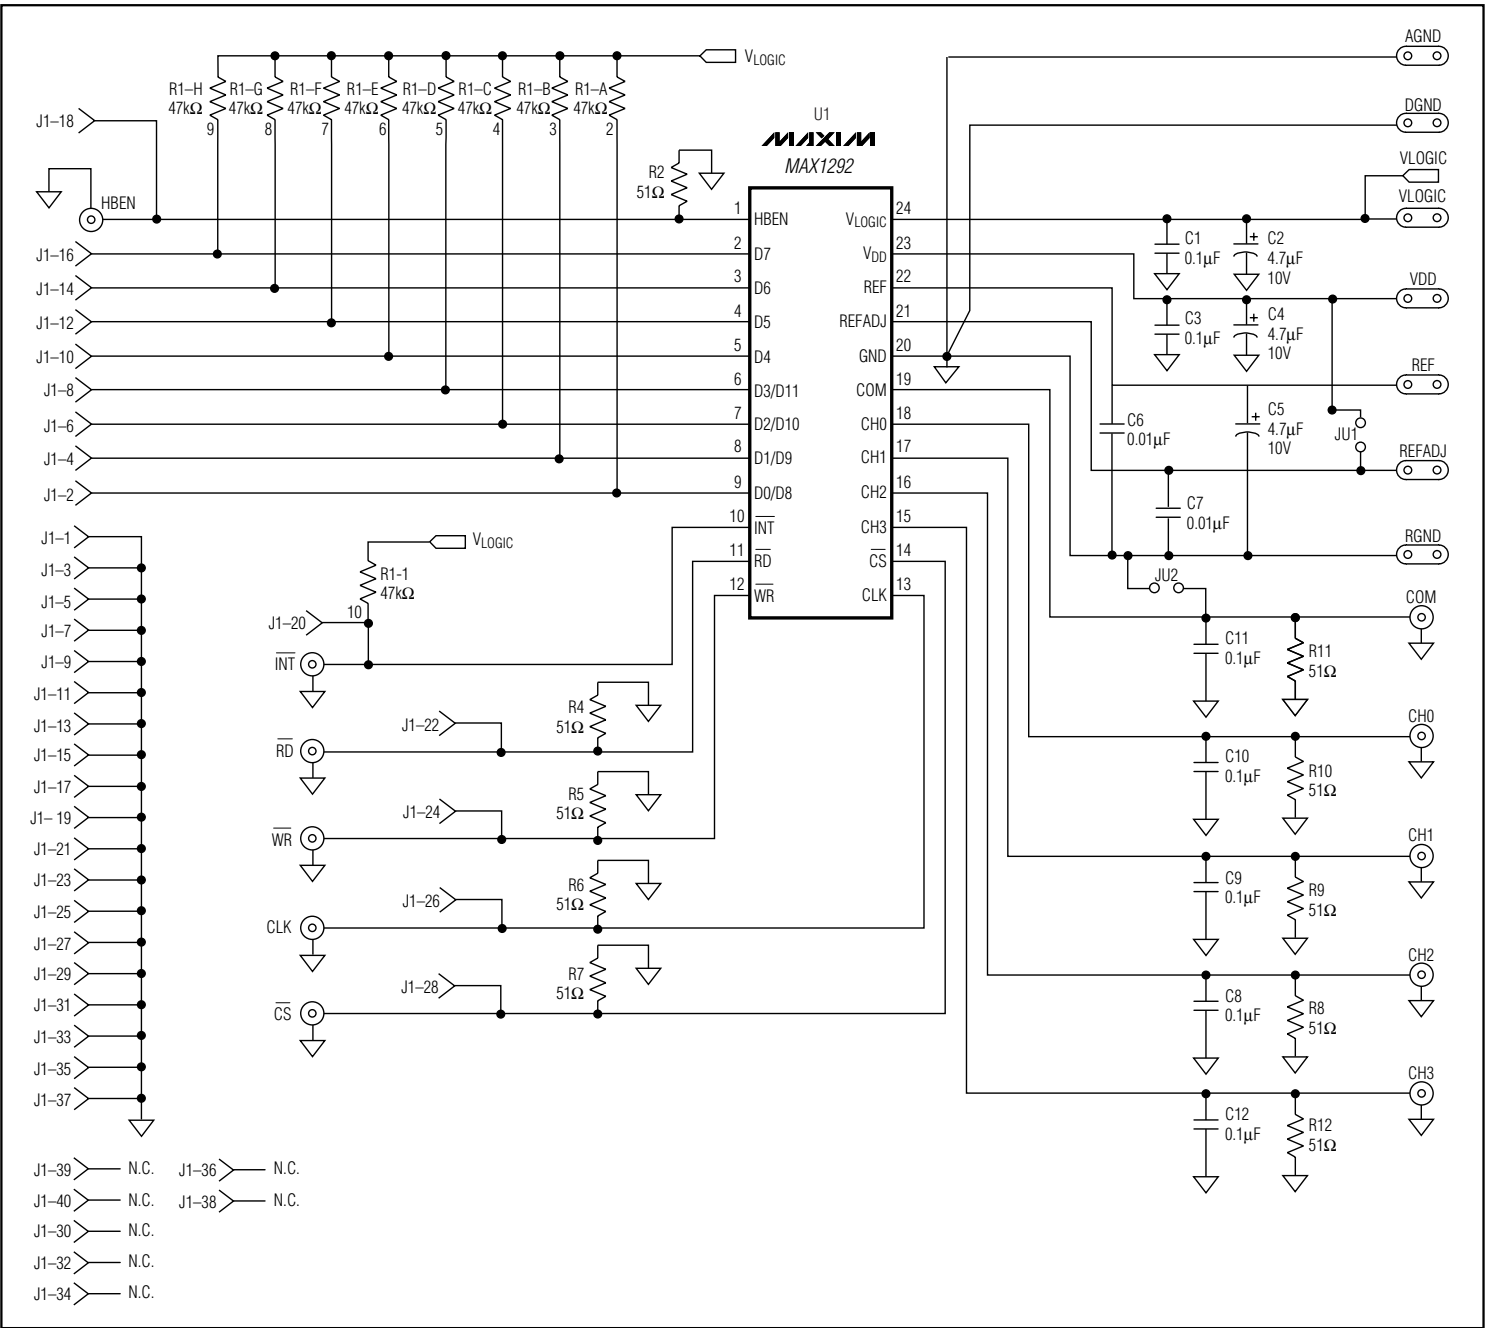 VLOGIC
AGND
R1–H
47kΩ
9
R1–G
47kΩ
8
R1–F
47kΩ
7
R1–E
47kΩ
6
R1–D
47kΩ
5
R1–C
47kΩ
4
R1–B
47kΩ
3
R1–A
47kΩ
2
J1–18
HBEN
R2
51Ω
U1
MAXIM
MAX1292
DGND
VLOGIC
VLOGIC
VDD
REF
REFADJ
RGND
J1–16
J1–14
J1–12
J1–10
J1–8
J1–6
J1–4
J1–2
1 HBEN
2 D7
3 D6
4 D5
5 D4
6 D3/D11
7 D2/D10
8 D1/D9
9 D0/D8
10 INT
11 RD
12 WR
VLOGIC 24
VDD 23
REF 22
REFADJ 21
GND 20
COM 19
CH0 18
CH1 17
CH2 16
CH3 15
CS 14
CLK 13
C1
0.1µF
C2
4.7µF
10V
+
C3
0.1µF
C4
4.7µF
10V
+
C6
0.01µF
C5
4.7µF
10V
+
JU1
C7
0.01µF
JU2
COM
C11
0.1µF
R11
51Ω
CH0
C10
0.1µF
R10
51Ω
CH1
C9
0.1µF
R9
51Ω
CH2
C8
0.1µF
R8
51Ω
CH3
C12
0.1µF
R12
51Ω
VLOGIC
R1-1
47kΩ
10
J1–20
INT
J1–22
RD
R4
51Ω
J1–24
WR
R5
51Ω
J1–26
CLK
R6
51Ω
J1–28
CS
R7
51Ω
J1–1
J1–3
J1–5
J1–7
J1–9
J1–11
J1–13
J1–15
J1–17
J1– 19
J1–21
J1–23
J1–25
J1–27
J1–29
J1–31
J1–33
J1–35
J1–37
J1–39 N.C.
J1–36 N.C.
J1–40 N.C.
J1–38 N.C.
J1–30 N.C.
J1–32 N.C.
J1–34 N.C.